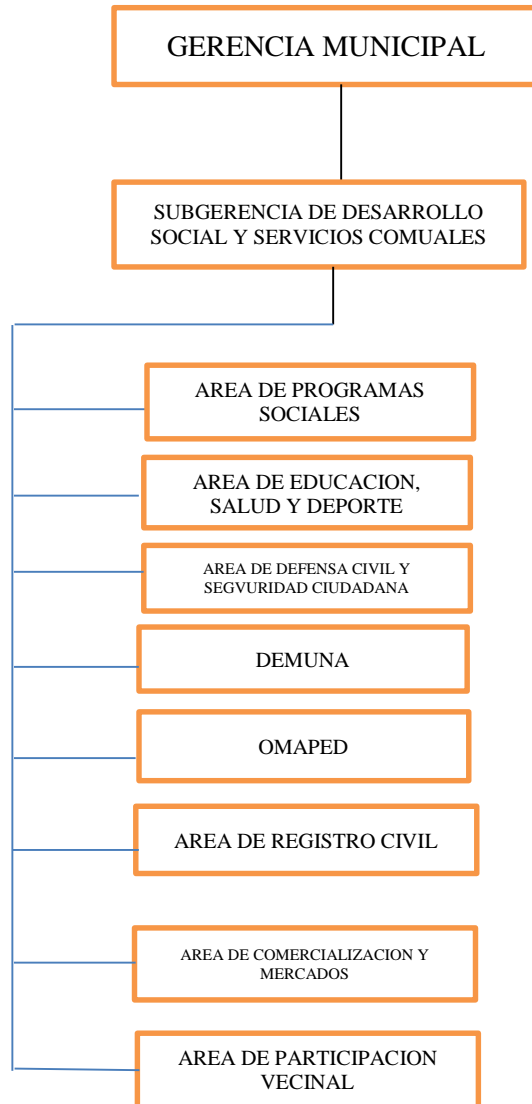 GERENCIA MUNICIPAL
SUBGERENCIA DE DESARROLLO
SOCIAL Y SERVICIOS COMUALES
AREA DE PROGRAMAS
SOCIALES
AREA DE EDUCACION,
SALUD Y DEPORTE
AREA DE DEFENSA CIVIL Y
SEGVURIDAD CIUDADANA
DEMUNA
OMAPED
AREA DE REGISTRO CIVIL
AREA DE COMERCIALIZACION Y
MERCADOS
AREA DE PARTICIPACION
VECINAL